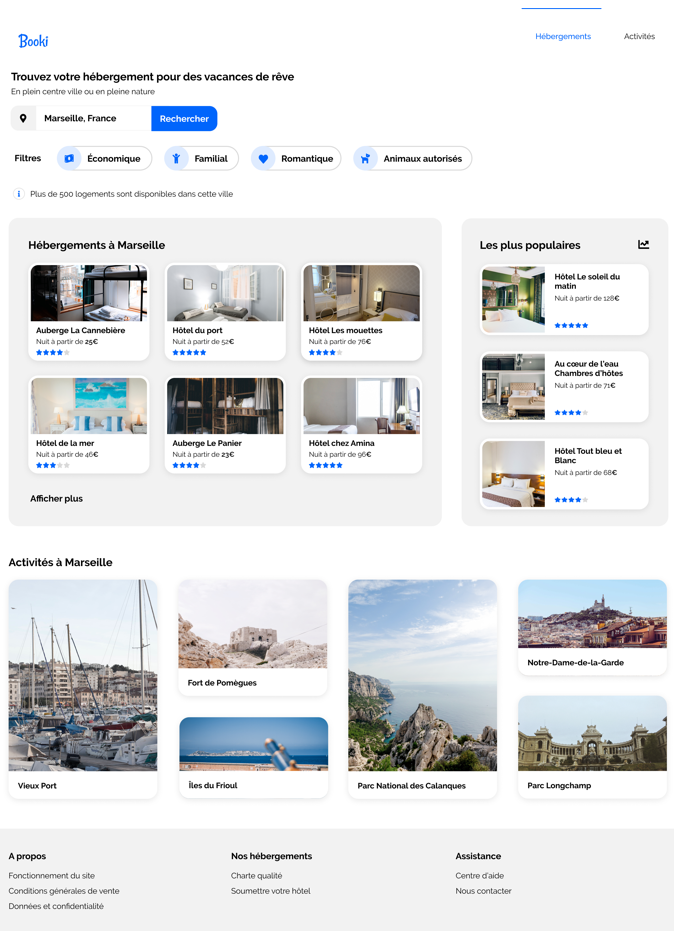 Booki
Hébergements
Activités
Trouvez votre hébergement pour des vacances de rêve
En plein centre ville ou en pleine nature
Marseille, France
Rechercher
Filtres
Économique
Familial
Romantique
Animaux autorisés
Plus de 500 logements sont disponibles dans cette ville
Hébergements à Marseille
Auberge La Cannebière
Nuit à partir de 25€
Hôtel du port
Nuit à partir de 52€
Hôtel Les mouettes
Nuit à partir de 76€
Hôtel de la mer
Nuit à partir de 46€
Auberge Le Panier
Nuit à partir de 23€
Hôtel chez Amina
Nuit à partir de 96€
Afficher plus
Les plus populaires
Hôtel Le soleil du
matin
Nuit à partir de 128€
Au cœur de l'eau
Chambres d'hôtes
Nuit à partir de 71€
Hôtel Tout bleu et
Blanc
Nuit à partir de 68€
Activités à Marseille
Vieux Port
Fort de Pomègues
Îles du Frioul
Parc National des Calanques
Notre-Dame-de-la-Garde
Parc Longchamp
A propos
Fonctionnement du site
Conditions générales de vente
Données et confidentialité
Nos hébergements
Charte qualité
Soumettre votre hôtel
Assistance
Centre d'aide
Nous contacter